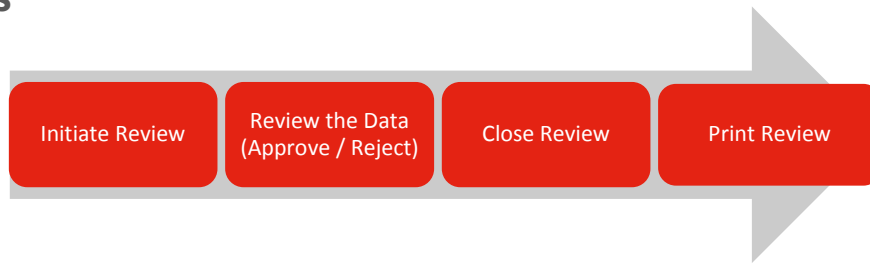 Initiate Review
Review the Data
(Approve / Reject)
Close Review
Print Review